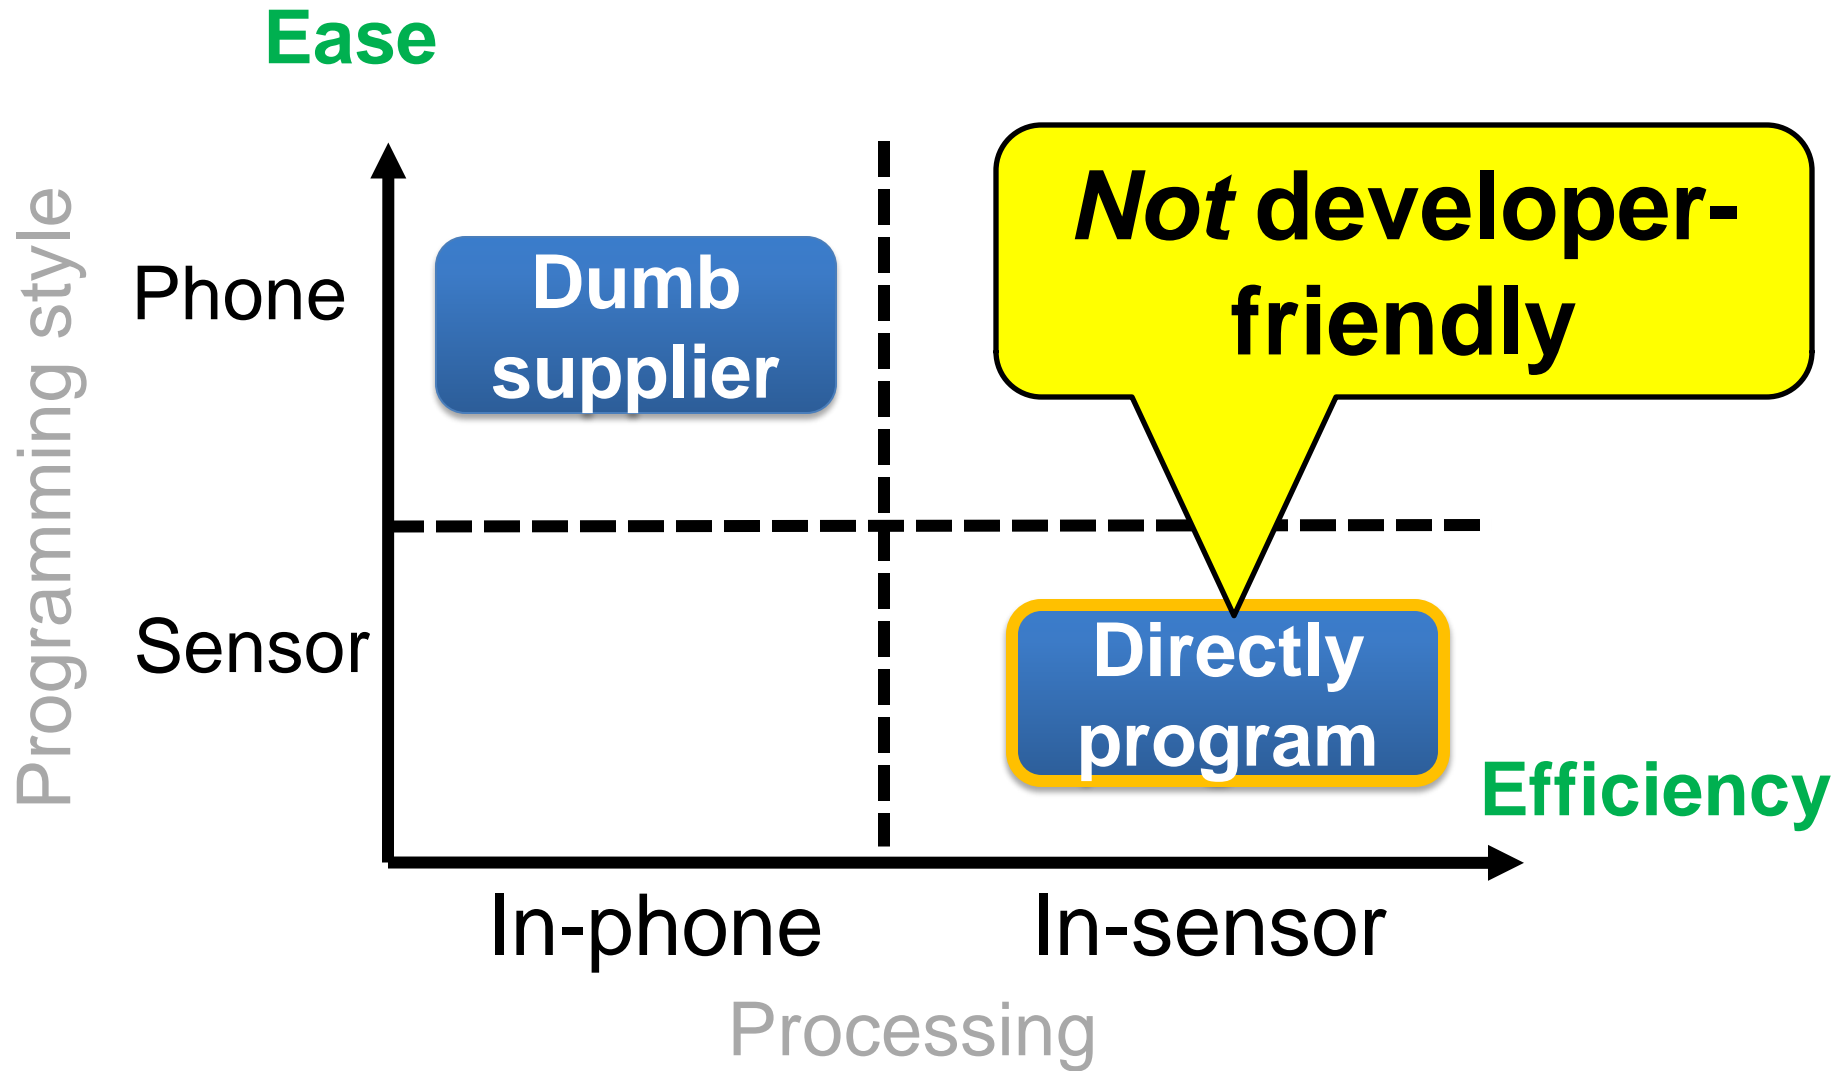 Ease
Programming style
Phone
Dumb
supplier
Not developer-
friendly
Sensor
Directly
program
Efficiency
In-phone
In-sensor
Processing